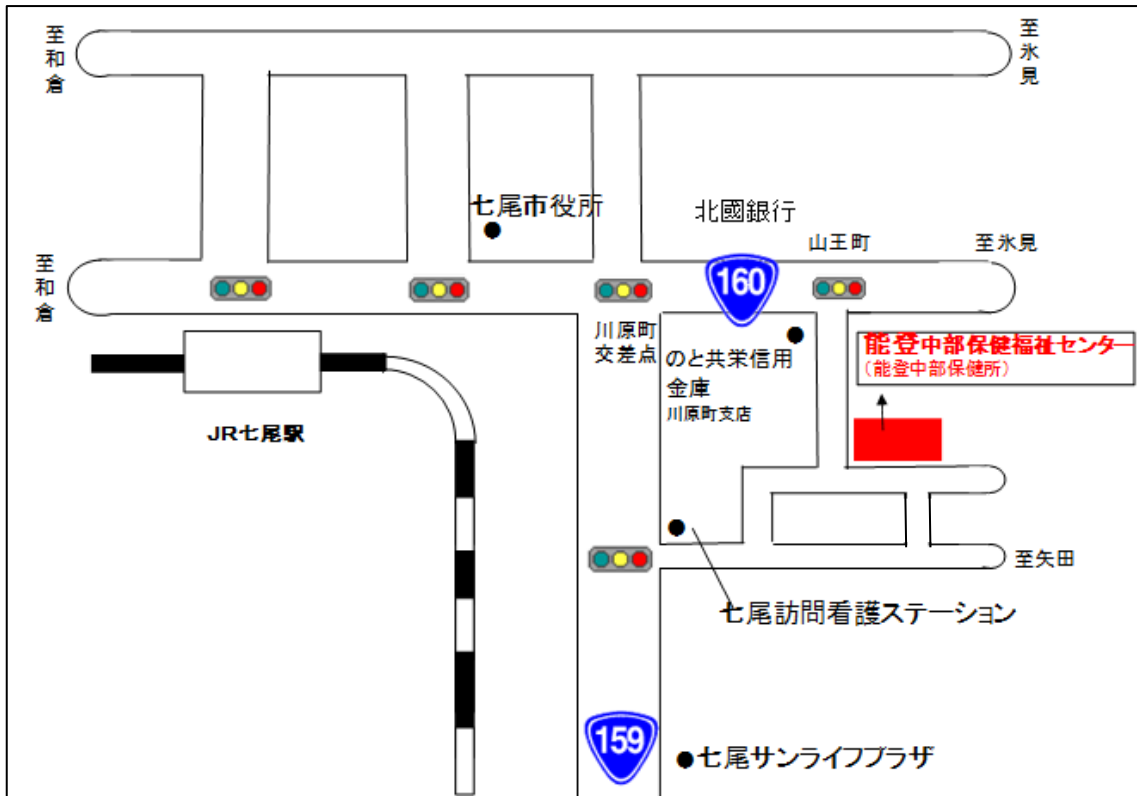 至和倉
至氷見
七尾市役所
北國銀行
山王町
至氷見
至和倉
160
川原町
交差点
のと共栄信用
金庫
川原町支店
能登中部保健福祉センター
(能登中部保健所)
JR七尾駅
至矢田
七尾訪問看護ステーション
159
七尾サンライフプラザ